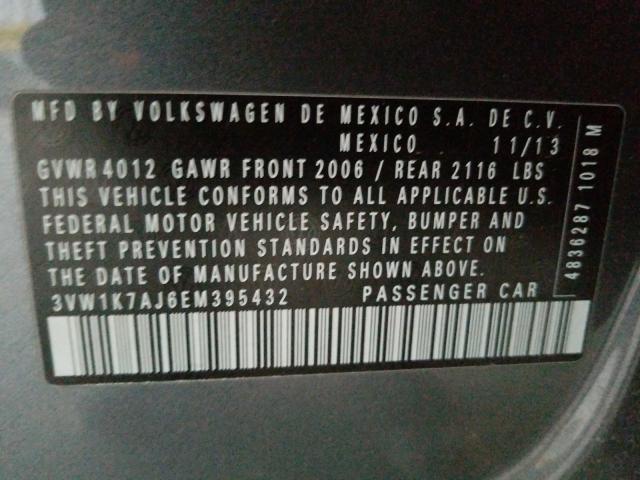 MFD BY VOLKSWAGEN DE MEXICO S.A. DE C.V.
MEXICO 11/13
GVWR 4012 GAWR FRONT 2006 / REAR 2116 LBS
THIS VEHICLE CONFORMS TO ALL APPLICABLE U.S.
FEDERAL MOTOR VEHICLE SAFETY, BUMPER AND
THEFT PREVENTION STANDARDS IN EFFECT ON
THE DATE OF MANUFACTURE SHOWN ABOVE.
3VW1K7AJ6EM395432 PASSENGER CAR
4836287 1018 M